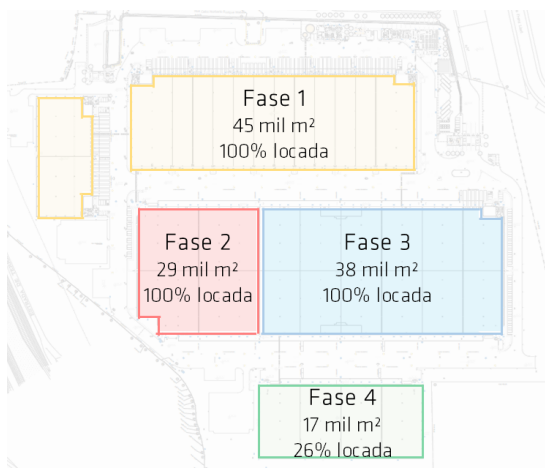 Fase 1
45 mil m²
100% locada
Fase 2
29 mil m²
100% locada
Fase 3
38 mil m²
100% locada
Fase 4
17 mil m²
26% locada